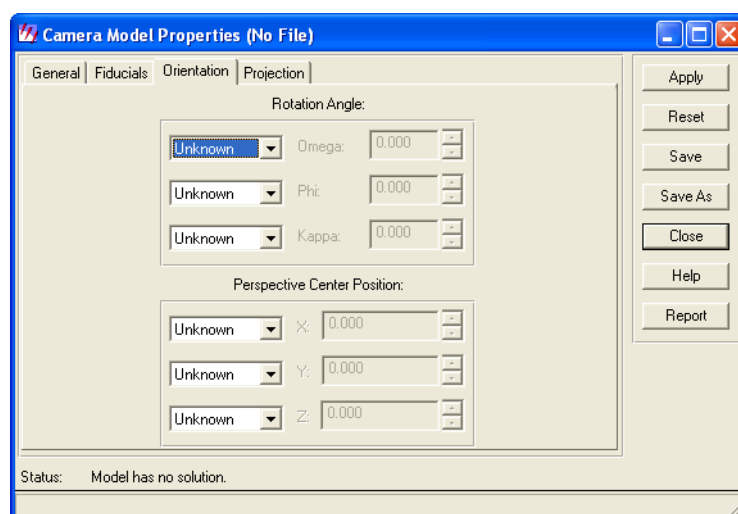 Camera Model Properties (No File)
General Fiducials Orientation Projection
Rotation Angle:
Unknown Omega: 0.000
Unknown Phi: 0.000
Unknown Kappa: 0.000
Perspective Center Position:
Unknown X: 0.000
Unknown Y: 0.000
Unknown Z: 0.000
Apply
Reset
Save
Save As
Close
Help
Report
Status: Model has no solution.